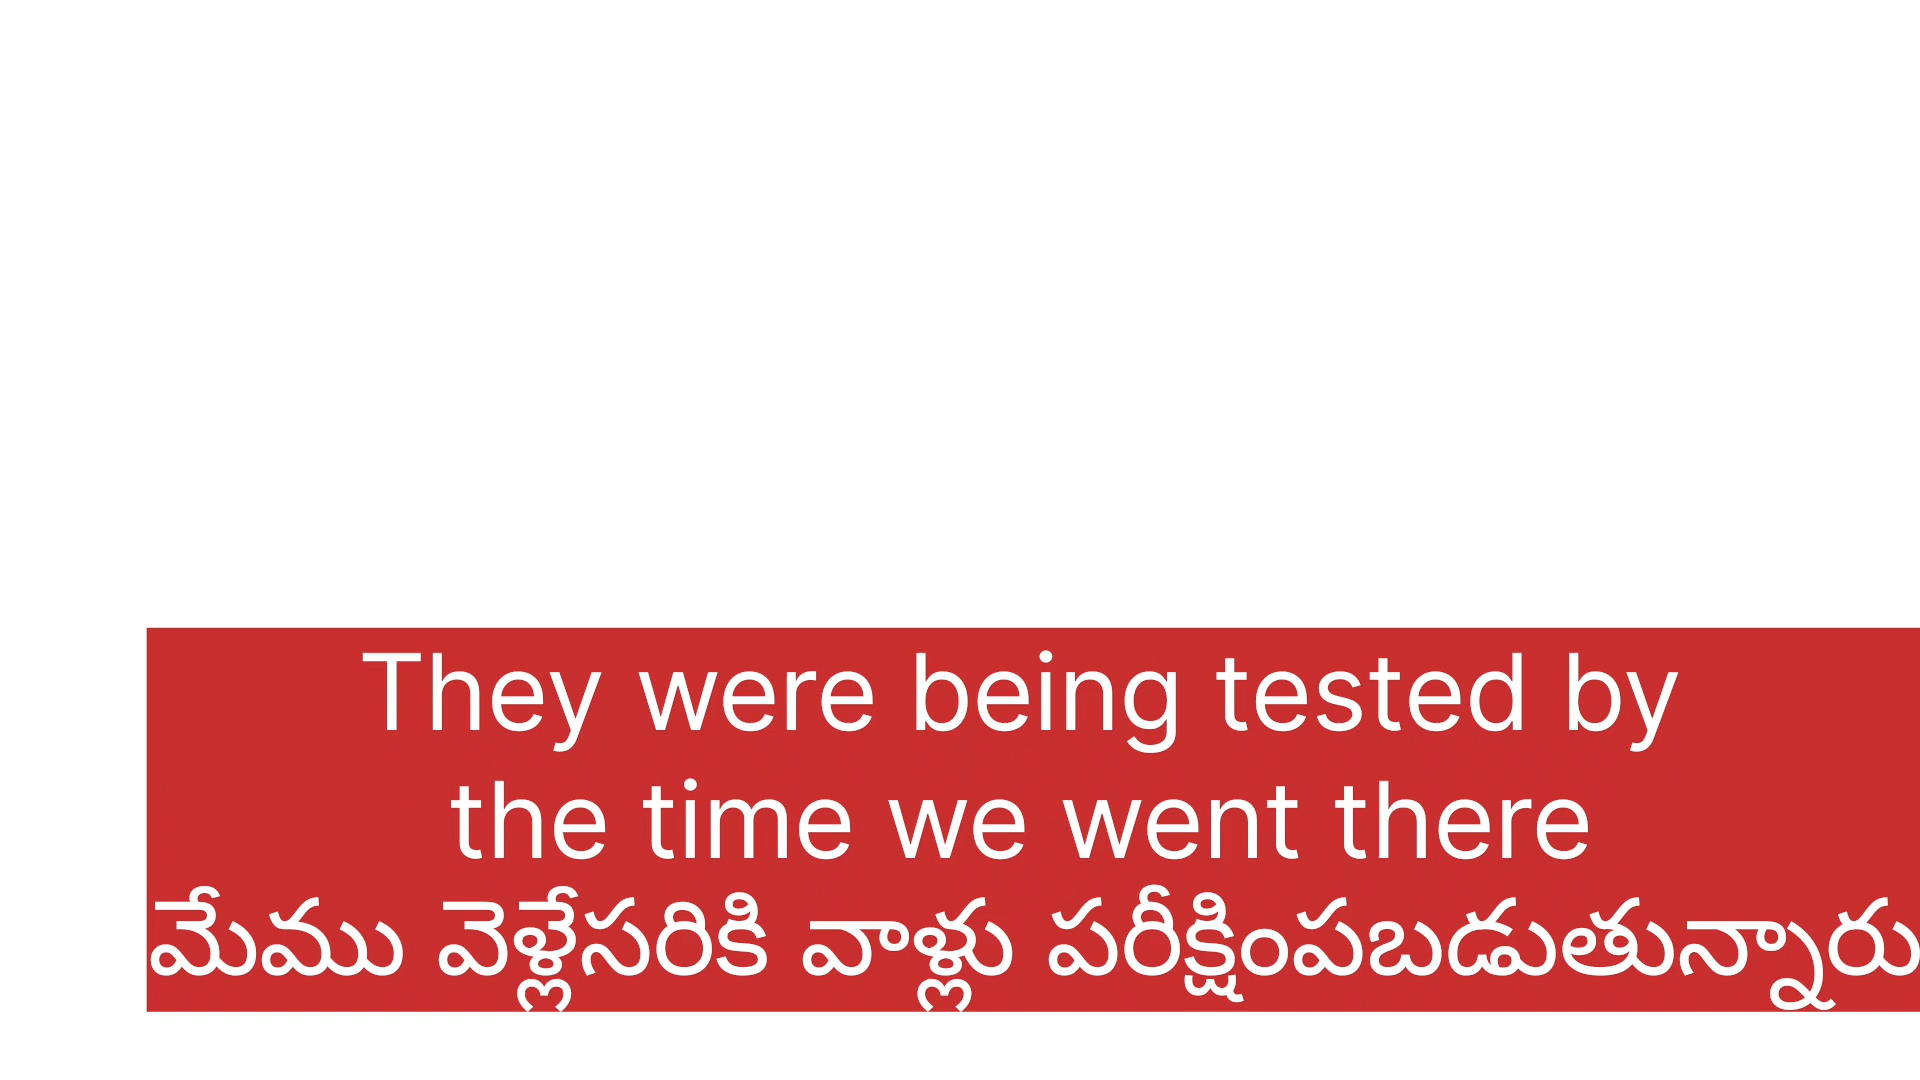 They were being tested by
the time we went there
మేము వెళ్లేసరికి వాళ్లు పరీక్షింపబడుతున్నారు